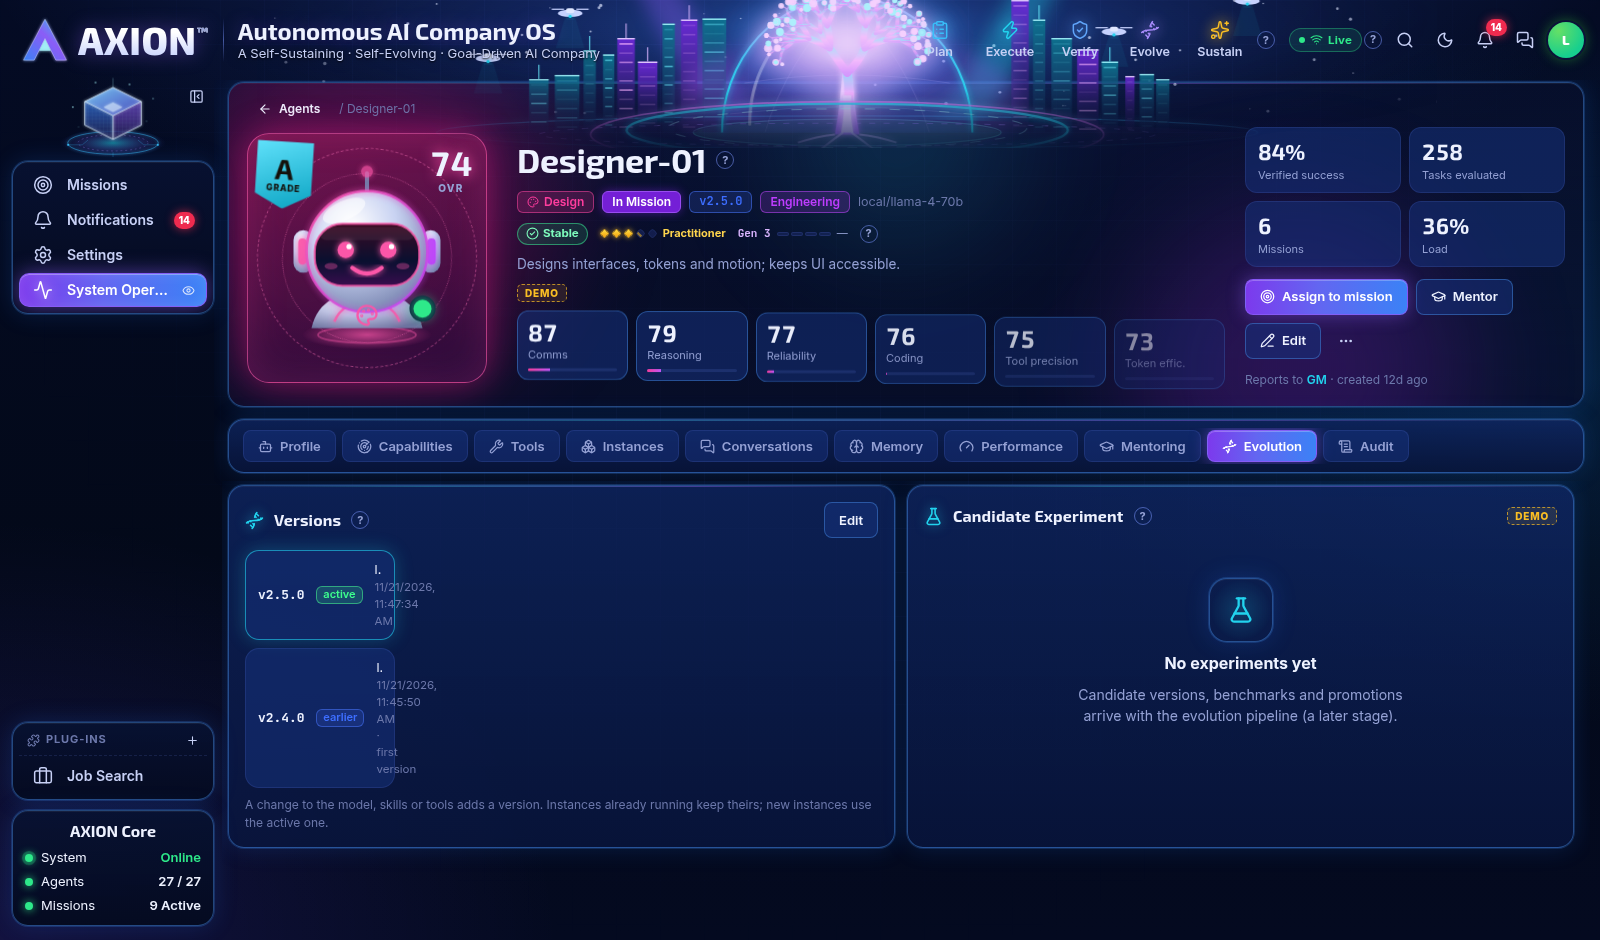 AXION™
Autonomous AI Company OS
A Self-Sustaining · Self-Evolving · Goal-Driven AI Company
Plan
Execute
Verify
Evolve
Sustain
?
Live
?
14
L
Missions
Notifications 14
Settings
System Oper...
PLUG-INS +
Job Search
AXION Core
System Online
Agents 27 / 27
Missions 9 Active
← Agents / Designer-01
A
GRADE
74
OVR
Designer-01 ?
Design In Mission v2.5.0 Engineering local/llama-4-70b
Stable Practitioner Gen 3 — ?
Designs interfaces, tokens and motion; keeps UI accessible.
DEMO
87
Comms
79
Reasoning
77
Reliability
76
Coding
75
Tool precision
73
Token effic.
84%
Verified success
258
Tasks evaluated
6
Missions
36%
Load
Assign to mission
Mentor
Edit
...
Reports to GM · created 12d ago
Profile
Capabilities
Tools
Instances
Conversations
Memory
Performance
Mentoring
Evolution
Audit
Versions ?
Edit
v2.5.0 active
l.
11/21/2026,
11:47:34
AM
v2.4.0 earlier
l.
11/21/2026,
11:45:50
AM
·
first
version
A change to the model, skills or tools adds a version. Instances already running keep theirs; new instances use
the active one.
Candidate Experiment ?
DEMO
No experiments yet
Candidate versions, benchmarks and promotions
arrive with the evolution pipeline (a later stage).